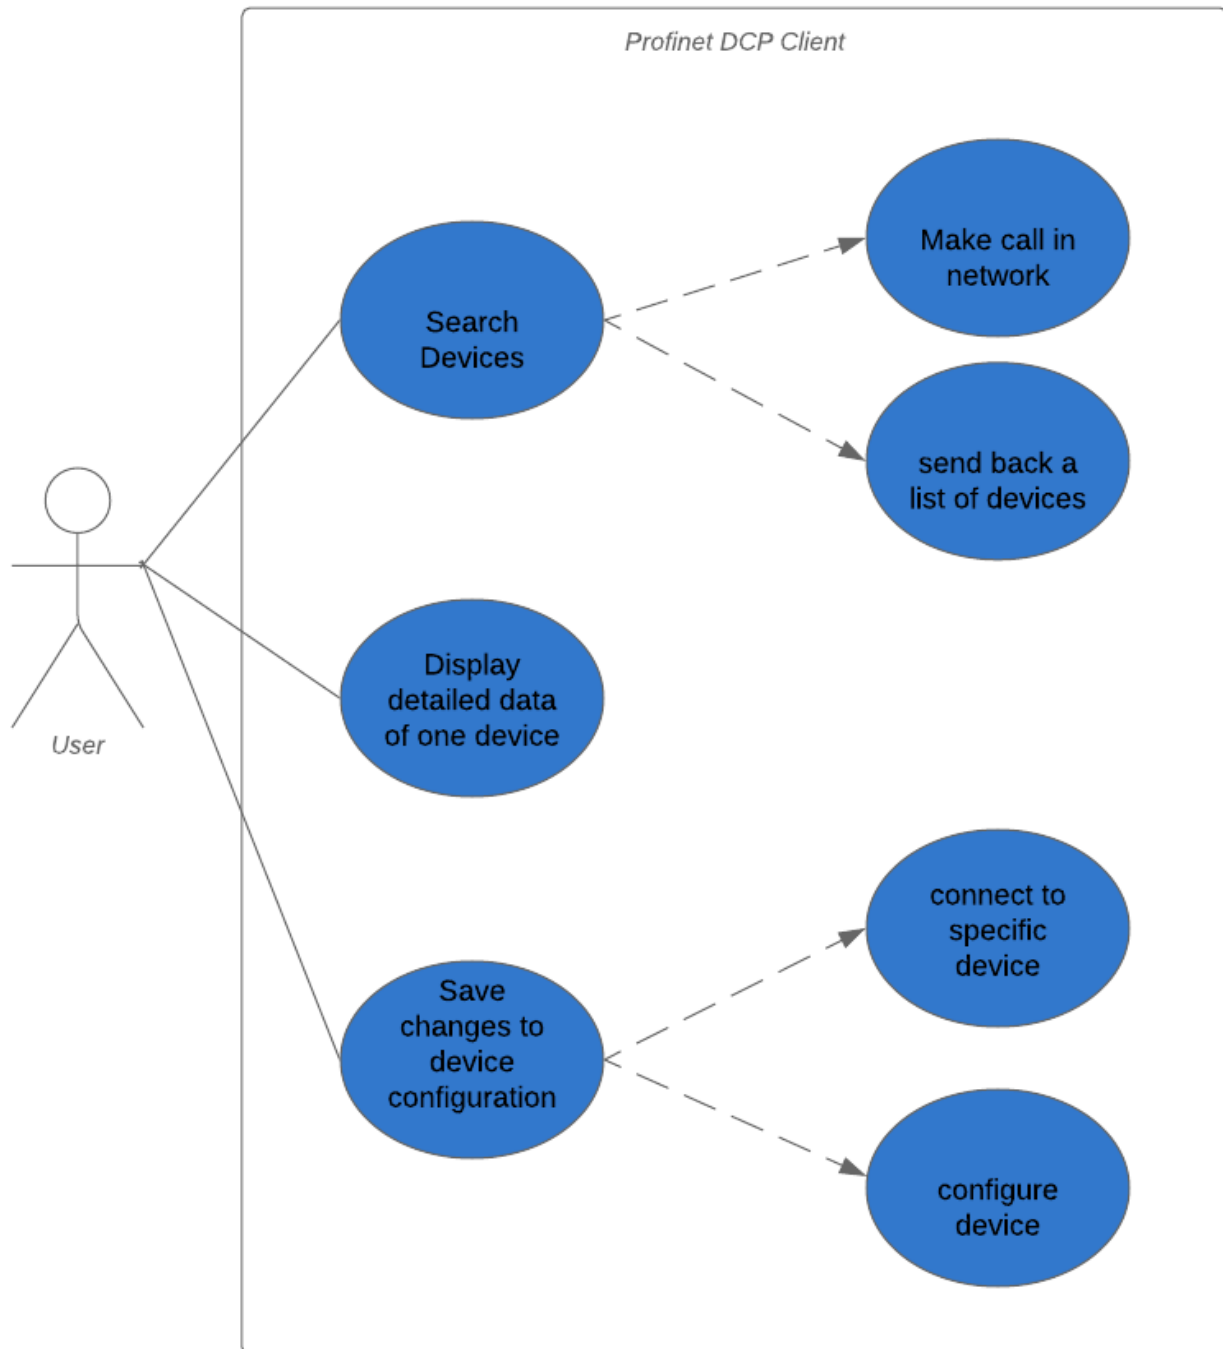 Profinet DCP Client
Make call in
network
Search
Devices
send back a
list of devices
Display
detailed data
of one device
User
connect to
specific
device
Save
changes to
device
configuration
configure
device